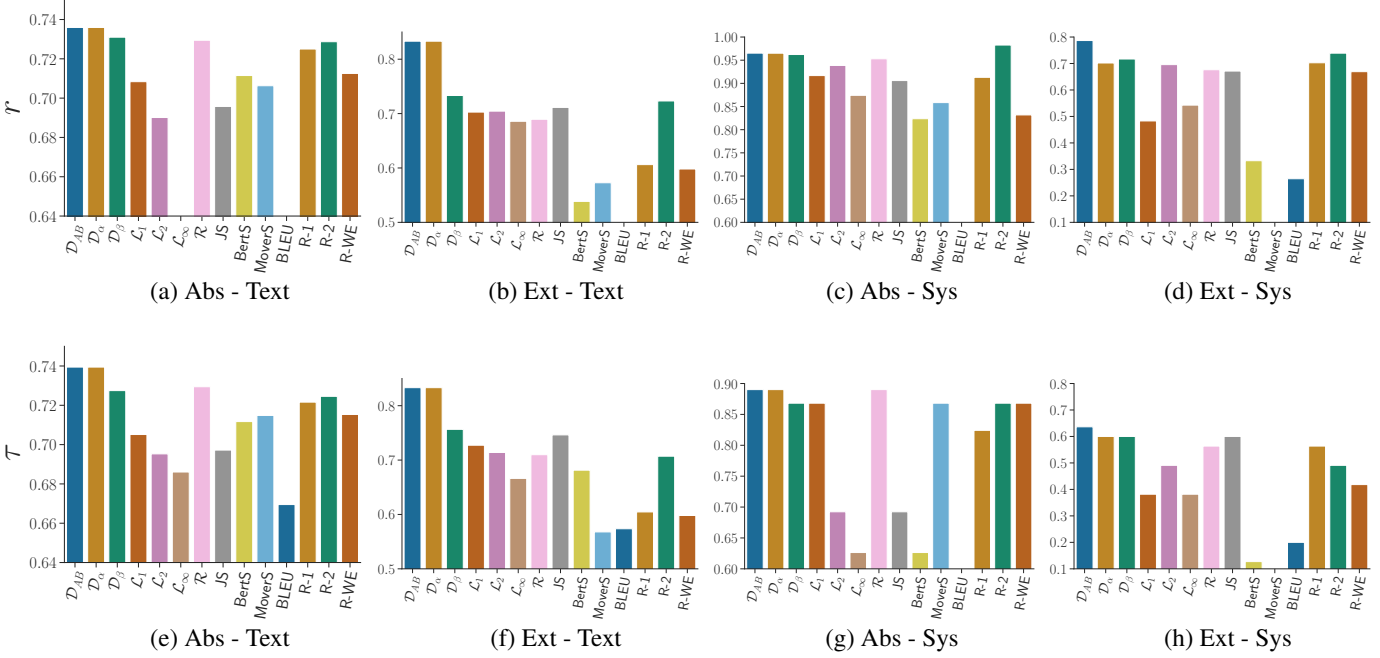 r
0.74
0.72
0.70
0.68
0.66
0.64
𝒟_AB 𝒟_α 𝒟_β ℒ_1 ℒ_2 ℒ_∞ ℛ JS BertS MoverS BLEU R-1 R-2 R-WE
(a) Abs - Text
0.8
0.7
0.6
0.5
𝒟_AB 𝒟_α 𝒟_β ℒ_1 ℒ_2 ℒ_∞ ℛ JS BertS MoverS BLEU R-1 R-2 R-WE
(b) Ext - Text
1.00
0.95
0.90
0.85
0.80
0.75
0.70
0.65
0.60
𝒟_AB 𝒟_α 𝒟_β ℒ_1 ℒ_2 ℒ_∞ ℛ JS BertS MoverS BLEU R-1 R-2 R-WE
(c) Abs - Sys
0.8
0.7
0.6
0.5
0.4
0.3
0.2
0.1
𝒟_AB 𝒟_α 𝒟_β ℒ_1 ℒ_2 ℒ_∞ ℛ JS BertS MoverS BLEU R-1 R-2 R-WE
(d) Ext - Sys
τ
0.74
0.72
0.70
0.68
0.66
0.64
𝒟_AB 𝒟_α 𝒟_β ℒ_1 ℒ_2 ℒ_∞ ℛ JS BertS MoverS BLEU R-1 R-2 R-WE
(e) Abs - Text
0.8
0.7
0.6
0.5
𝒟_AB 𝒟_α 𝒟_β ℒ_1 ℒ_2 ℒ_∞ ℛ JS BertS MoverS BLEU R-1 R-2 R-WE
(f) Ext - Text
0.90
0.85
0.80
0.75
0.70
0.65
0.60
𝒟_AB 𝒟_α 𝒟_β ℒ_1 ℒ_2 ℒ_∞ ℛ JS BertS MoverS BLEU R-1 R-2 R-WE
(g) Abs - Sys
0.8
0.7
0.6
0.5
0.4
0.3
0.2
0.1
𝒟_AB 𝒟_α 𝒟_β ℒ_1 ℒ_2 ℒ_∞ ℛ JS BertS MoverS BLEU R-1 R-2 R-WE
(h) Ext - Sys